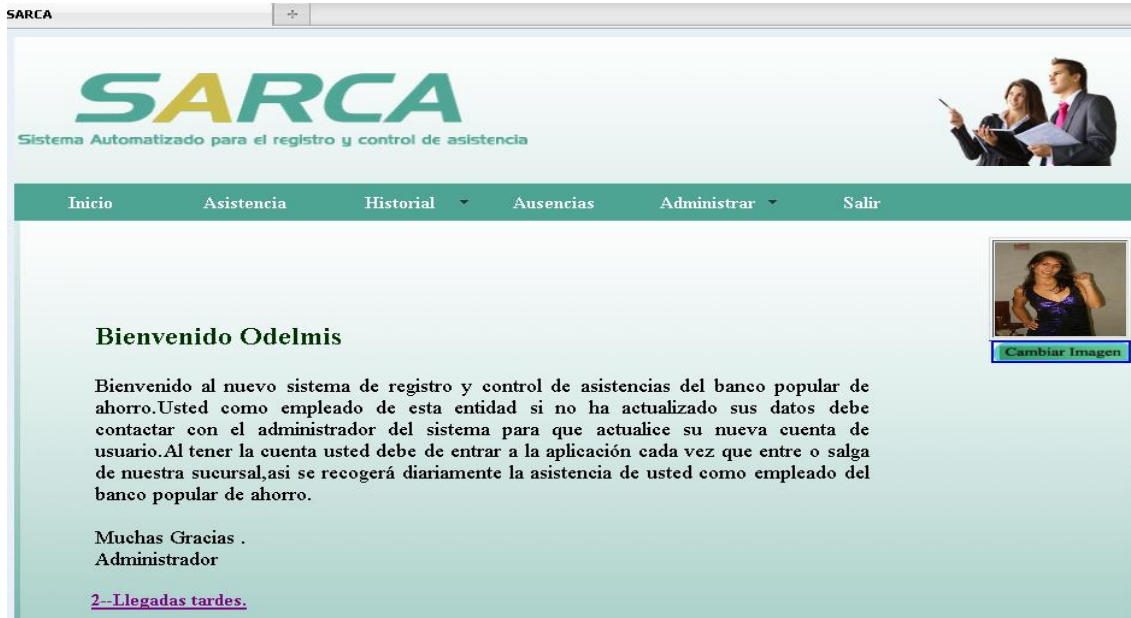 SARCA
SARCA
Sistema Automatizado para el registro y control de asistencia
Inicio Asistencia Historial Ausencias Administrar Salir
Cambiar Imagen
Bienvenido Odelmis
Bienvenido al nuevo sistema de registro y control de asistencias del banco popular de
ahorro.Usted como empleado de esta entidad si no ha actualizado sus datos debe
contactar con el administrador del sistema para que actualice su nueva cuenta de
usuario.Al tener la cuenta usted debe de entrar a la aplicación cada vez que entre o salga
de nuestra sucursal,asi se recogerá diariamente la asistencia de usted como empleado del
banco popular de ahorro.
Muchas Gracias .
Administrador
2--Llegadas tardes.